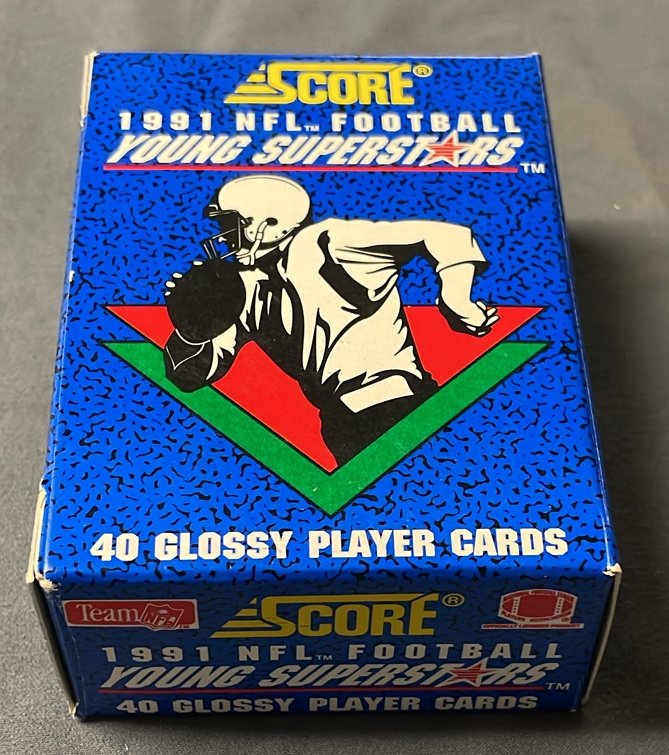 SCORE®
1991 NFL™ FOOTBALL
YOUNG SUPERSTARS™
40 GLOSSY PLAYER CARDS
Team NFL
SCORE®
1991 NFL™ FOOTBALL
YOUNG SUPERSTARS™
40 GLOSSY PLAYER CARDS